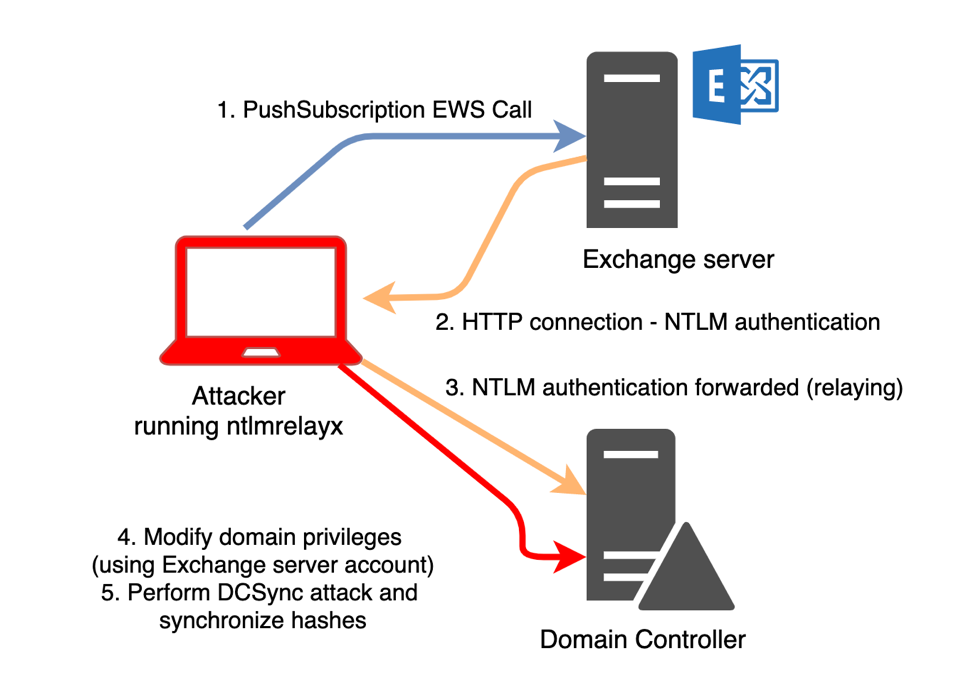 1. PushSubscription EWS Call
E
Exchange server
2. HTTP connection - NTLM authentication
3. NTLM authentication forwarded (relaying)
Attacker
running ntlmrelayx
4. Modify domain privileges
(using Exchange server account)
5. Perform DCSync attack and
synchronize hashes
Domain Controller